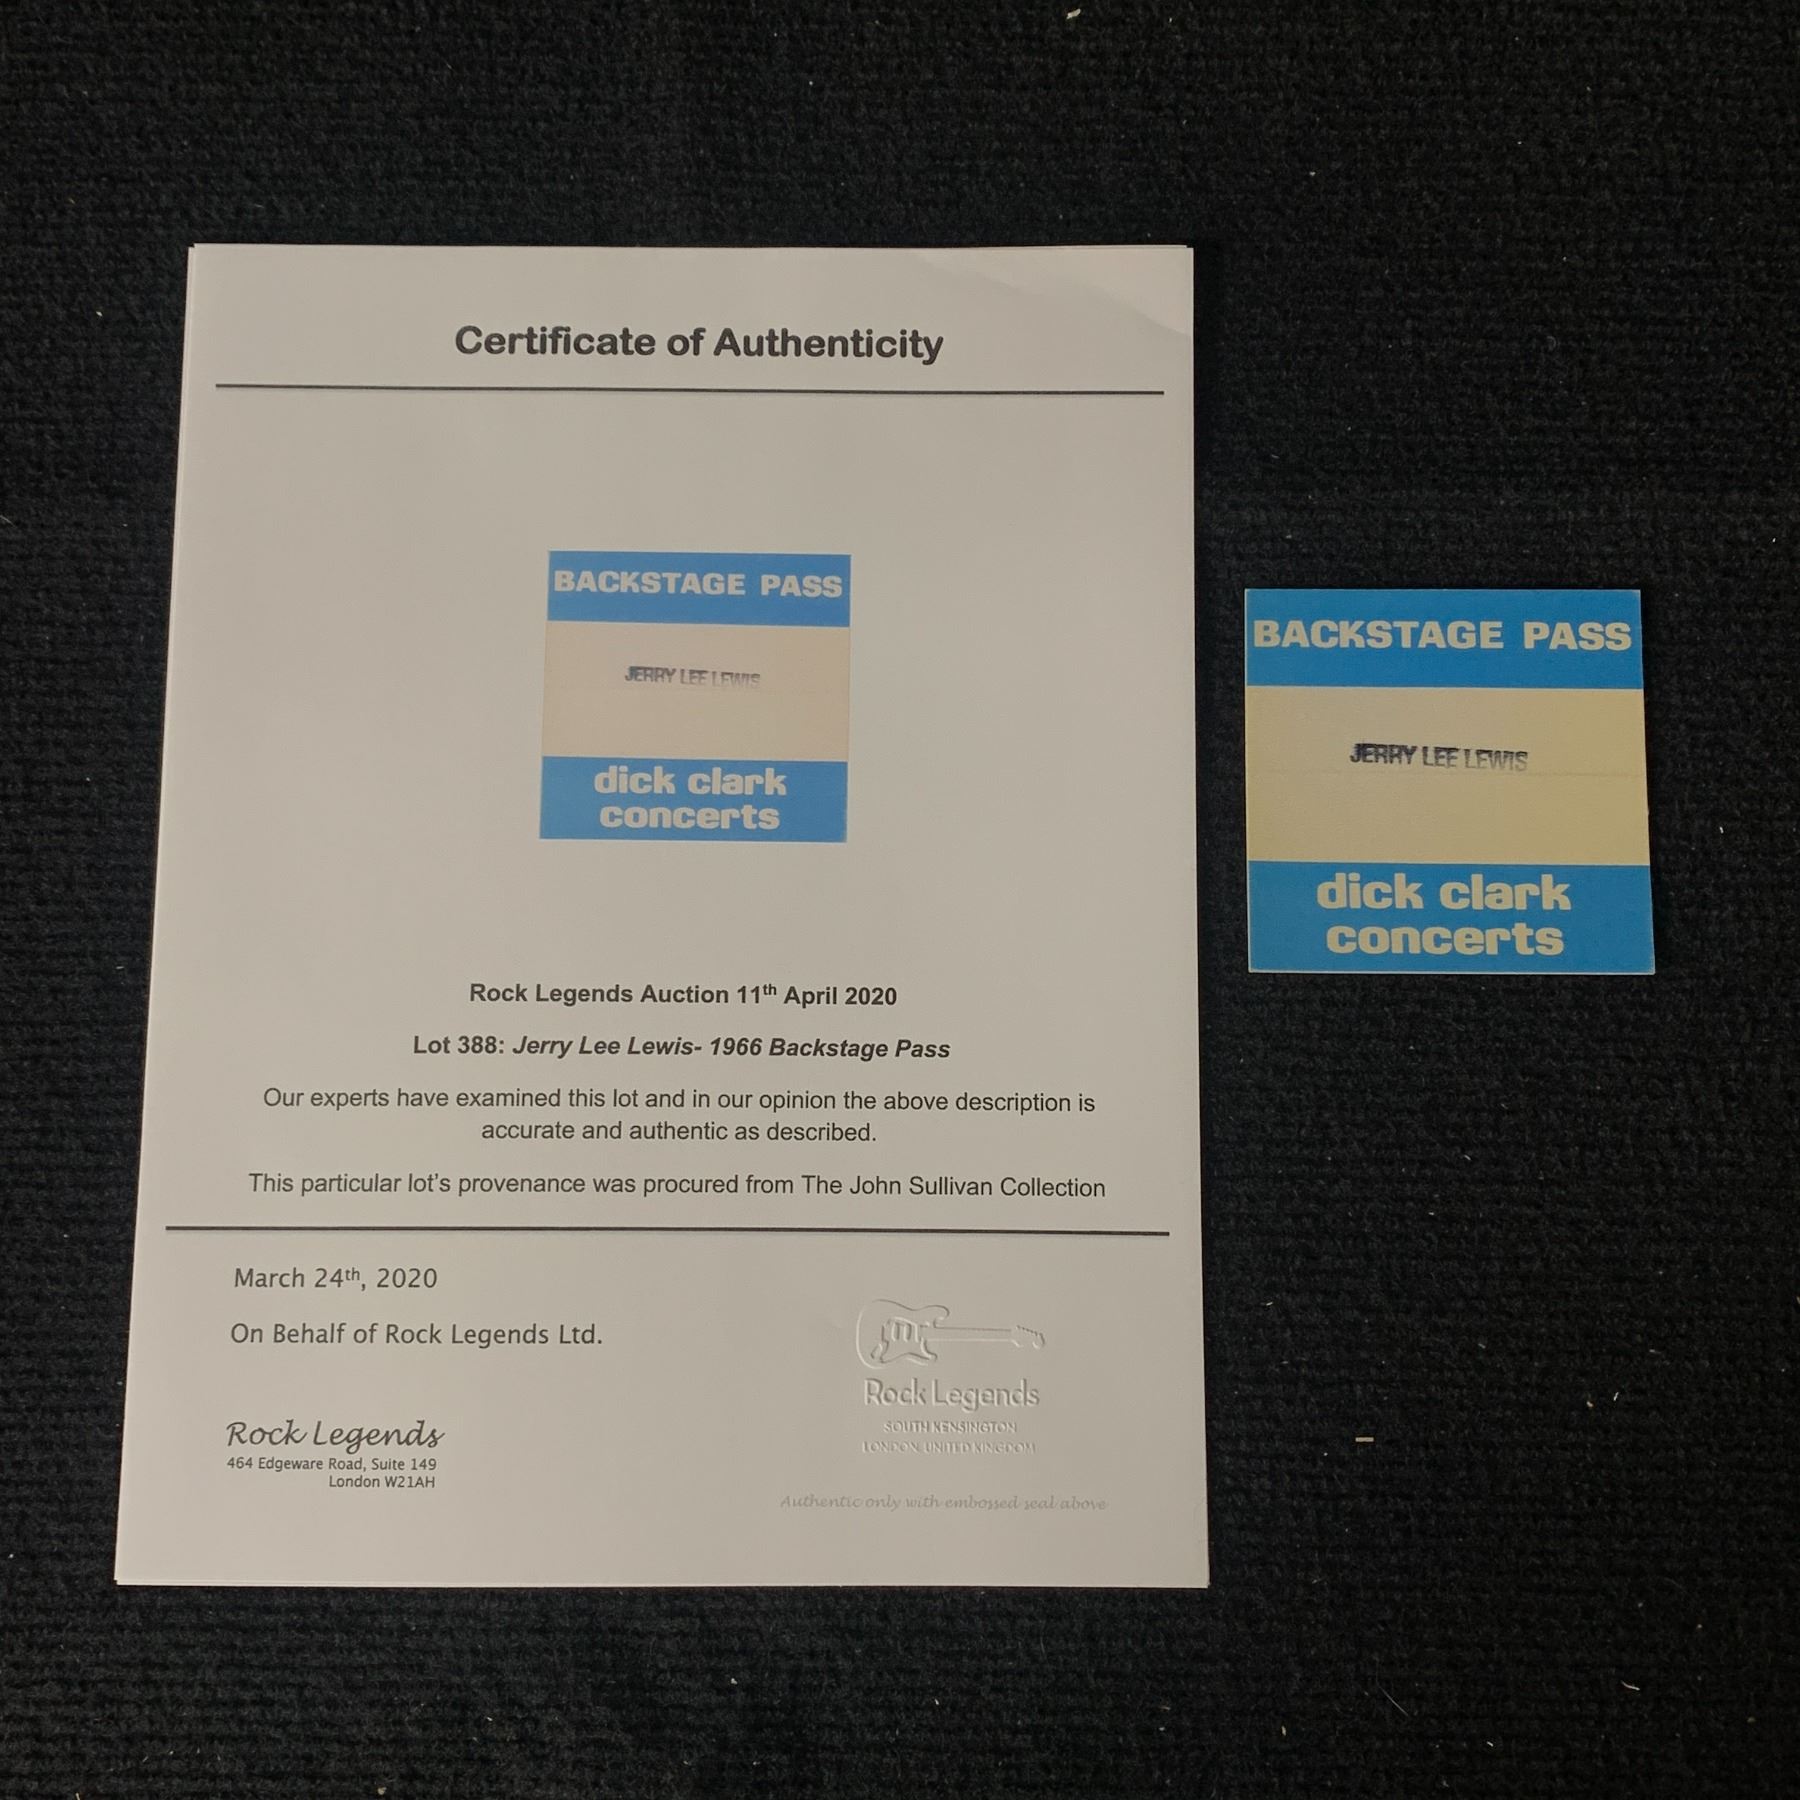 Certificate of Authenticity
BACKSTAGE PASS
JERRY LEE LEWIS
dick clark
concerts
Rock Legends Auction 11th April 2020
Lot 388: Jerry Lee Lewis- 1966 Backstage Pass
Our experts have examined this lot and in our opinion the above description is
accurate and authentic as described.
This particular lot's provenance was procured from The John Sullivan Collection
March 24th, 2020
On Behalf of Rock Legends Ltd.
Rock Legends
464 Edgeware Road, Suite 149
London W21AH
Rock Legends
SOUTH KENSINGTON
LONDON, UNITED KINGDOM
Authentic only with embossed seal above
BACKSTAGE PASS
JERRY LEE LEWIS
dick clark
concerts